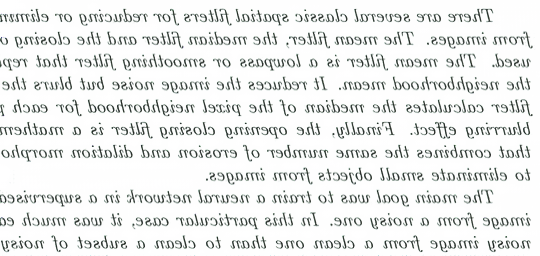 There are several classic spatial filters for reducing or elimin
from images. The mean filter, the median filter and the closing o
used. The mean filter is a lowpass or smoothing filter that rep
the neighborhood mean. It reduces the image noise but blurs the
filter calculates the median of the pixel neighborhood for each p
blurring effect. Finally, the opening closing filter is a mathem
that combines the same number of erosion and dilation morpho
to eliminate small objects from images.
The main goal was to train a neural network in a supervise
image from a noisy one. In this particular case, it was much ea
noisy image from a clean one than to clean a subset of noisy